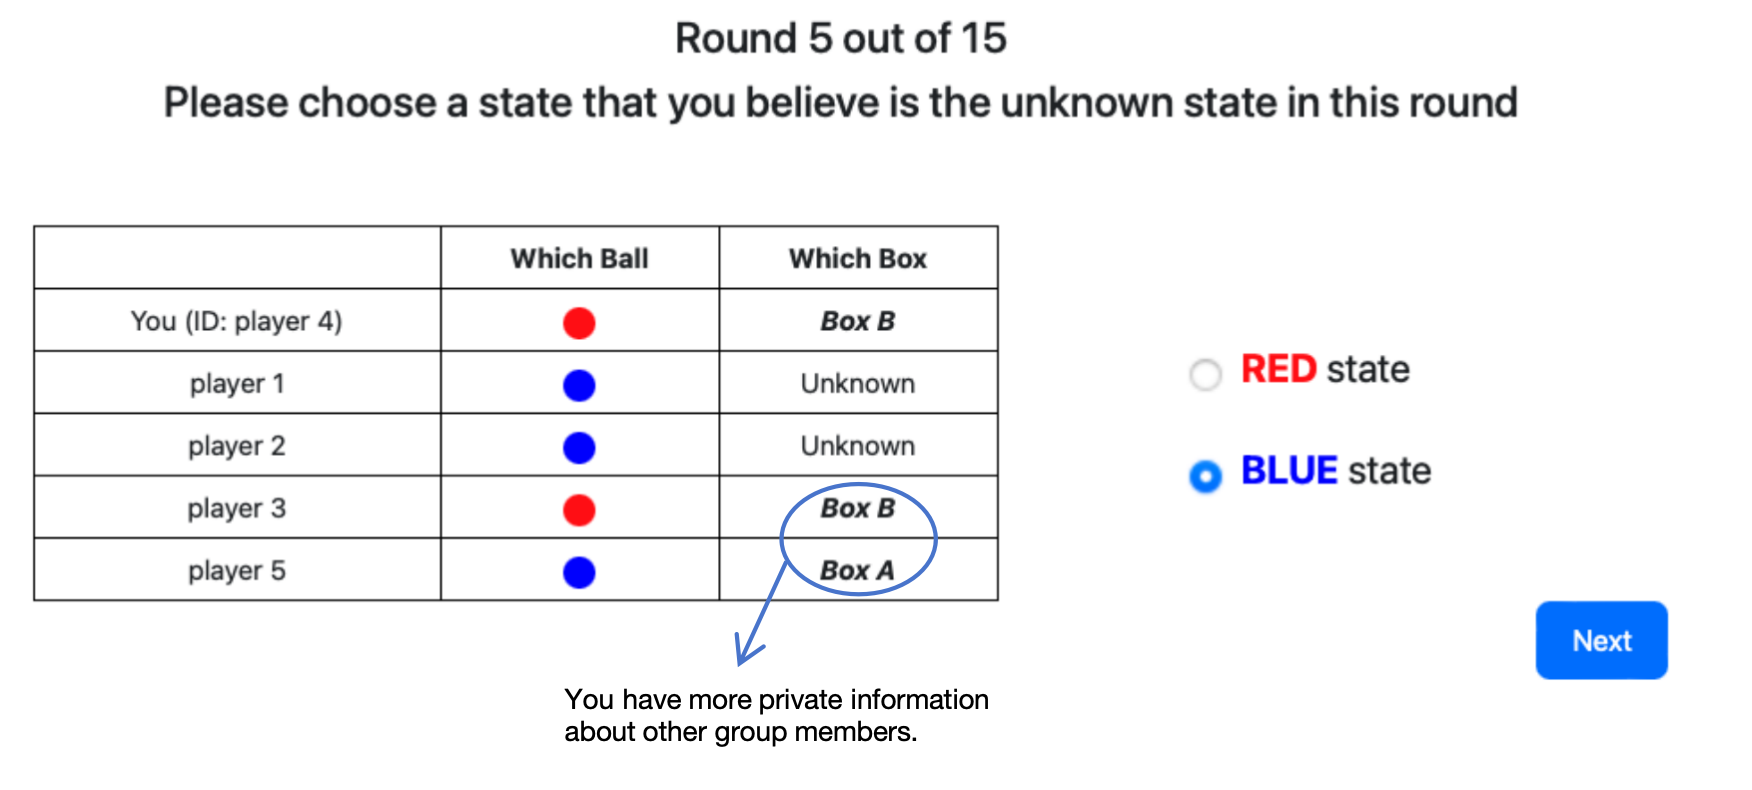 Round 5 out of 15
Please choose a state that you believe is the unknown state in this round
Which Ball Which Box
You (ID: player 4) Box B
player 1 Unknown
player 2 Unknown
player 3 Box B
player 5 Box A
RED state
BLUE state
Next
You have more private information
about other group members.